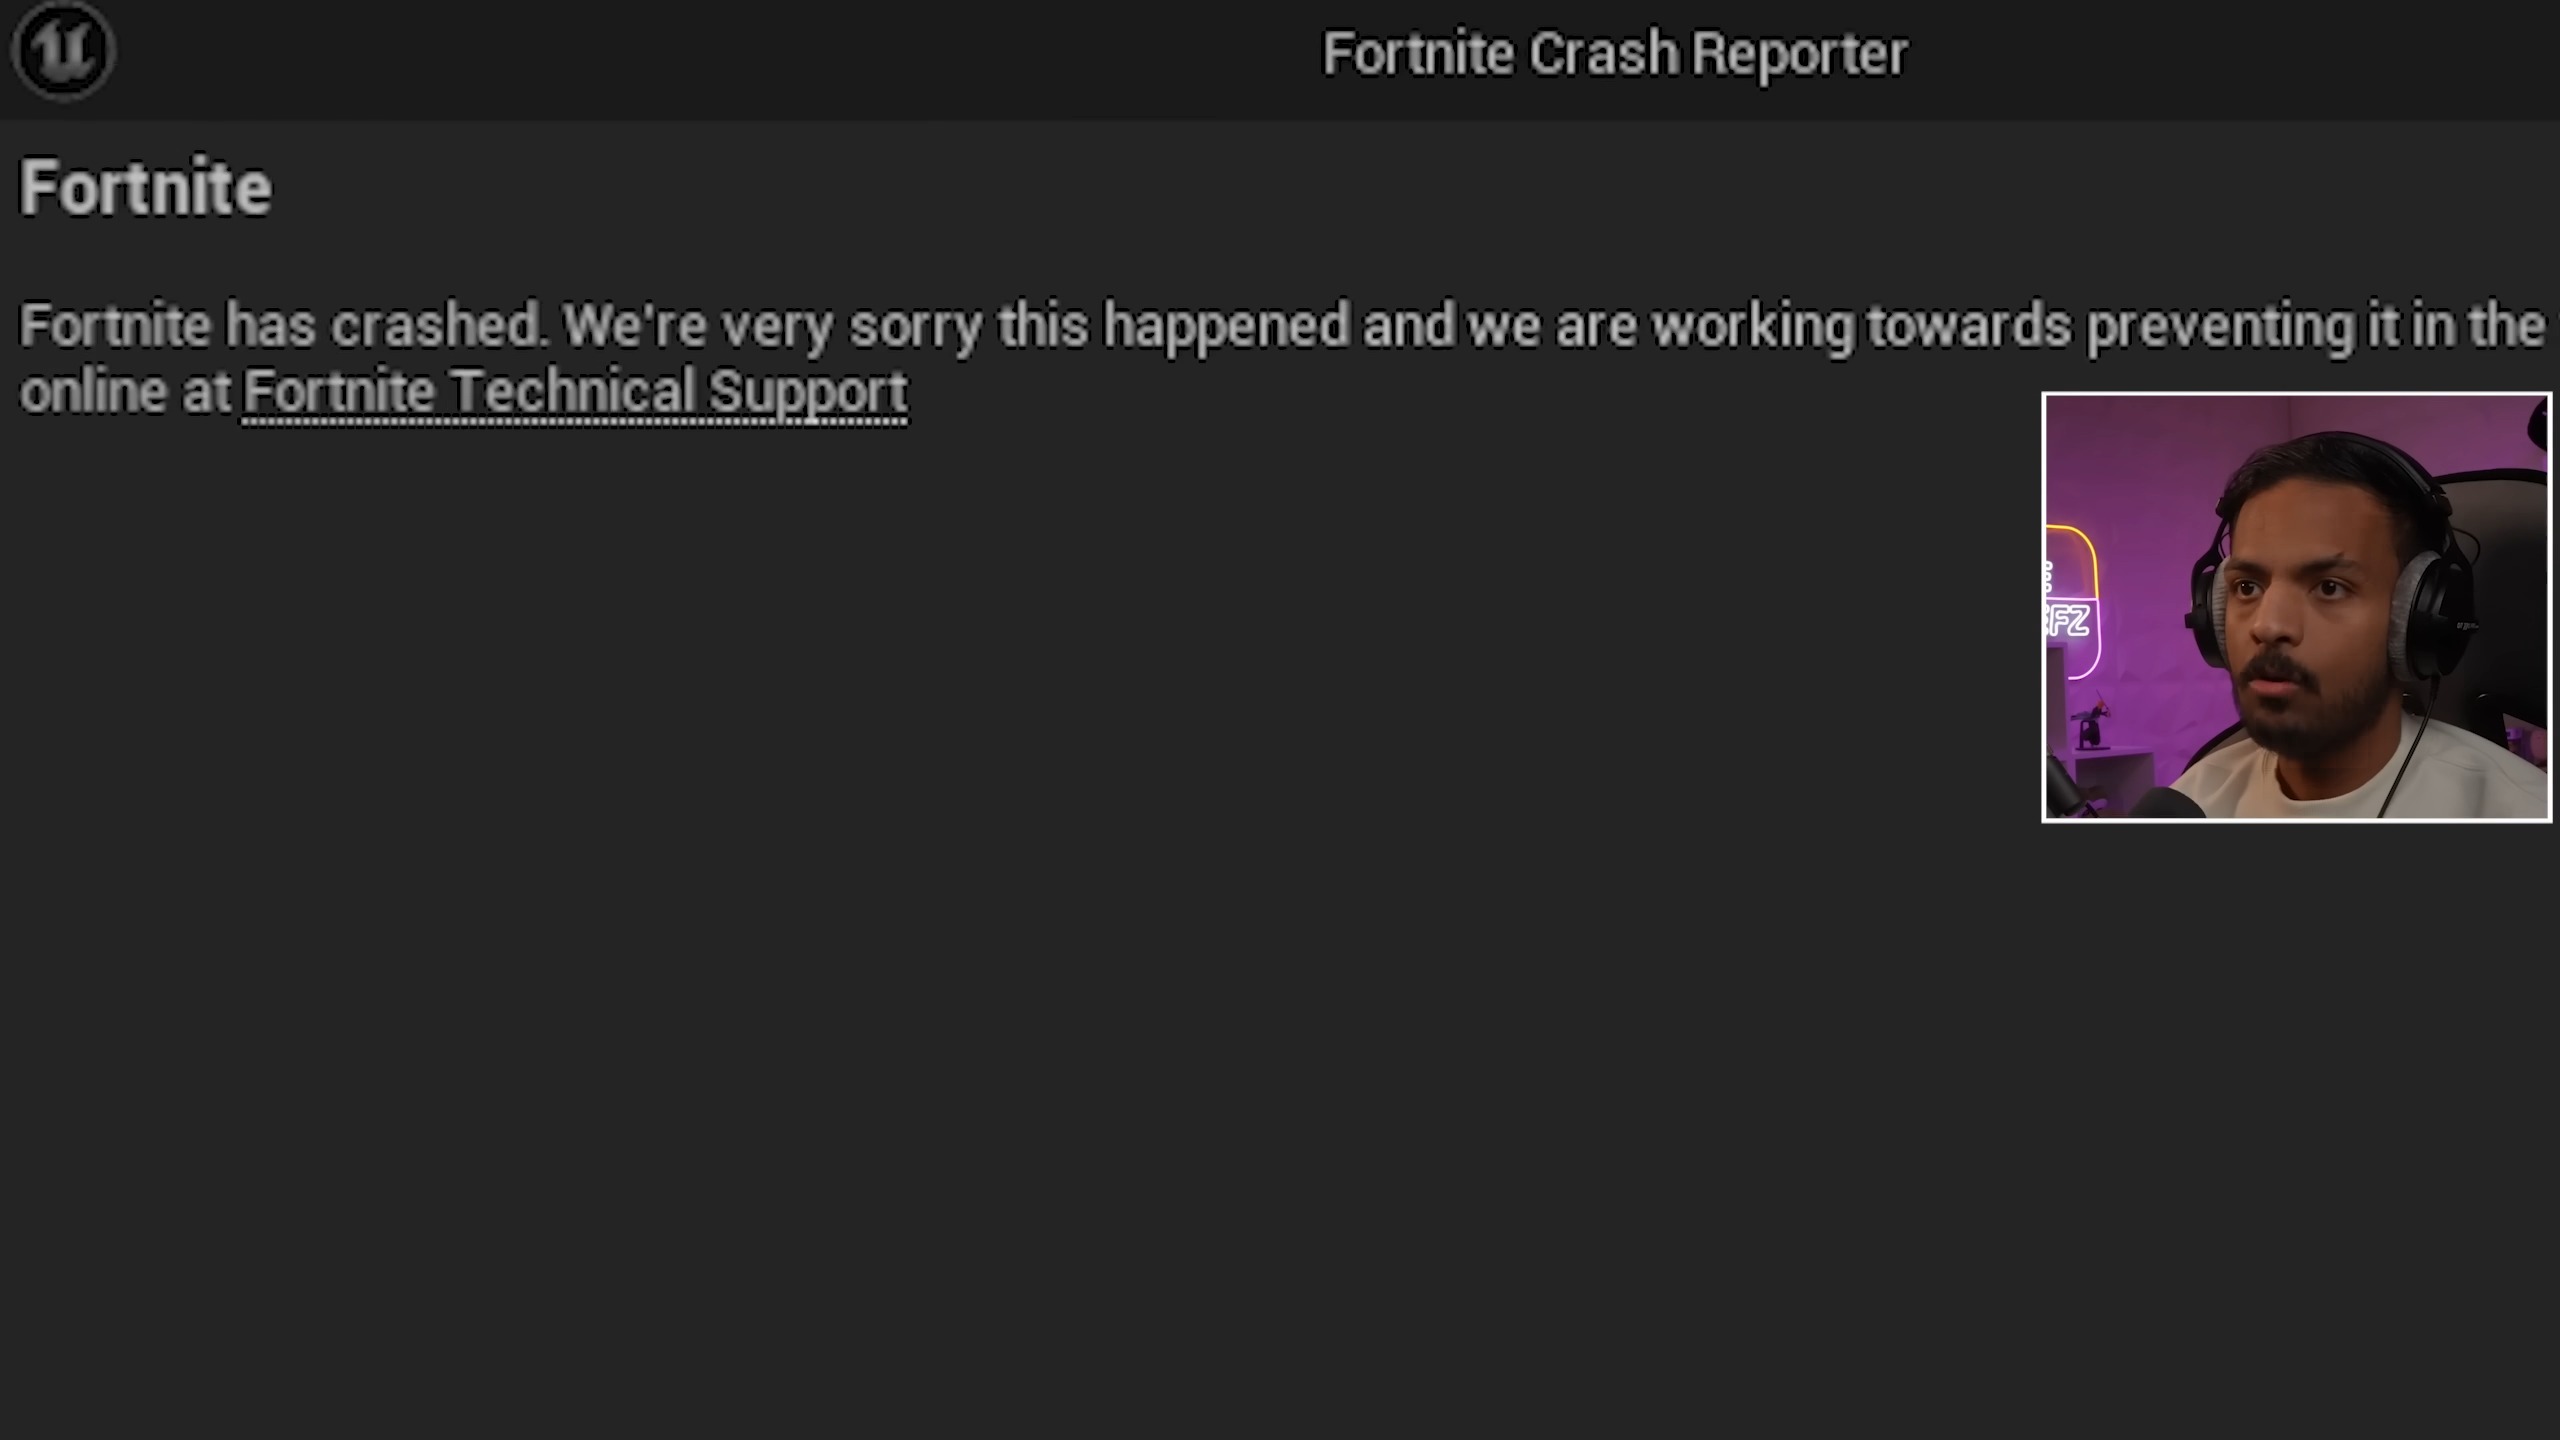 Fortnite Crash Reporter
Fortnite
Fortnite has crashed. We're very sorry this happened and we are working towards preventing it in the
online at Fortnite Technical Support
FZ